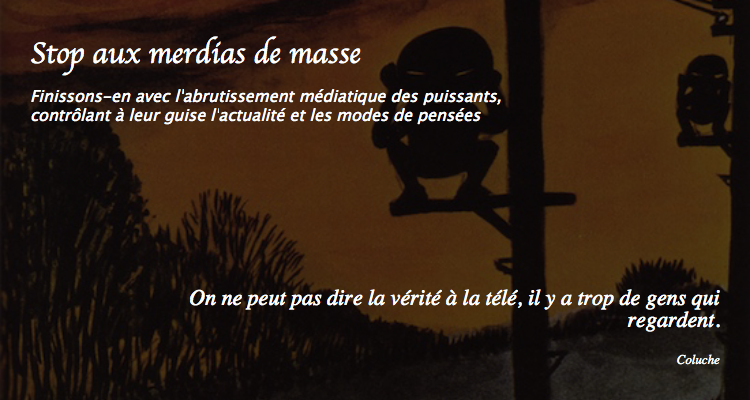 Stop aux merdias de masse
Finissons-en avec l'abrutissement médiatique des puissants,
contrôlant à leur guise l'actualité et les modes de pensées
On ne peut pas dire la vérité à la télé, il y a trop de gens qui
regardent.
Coluche